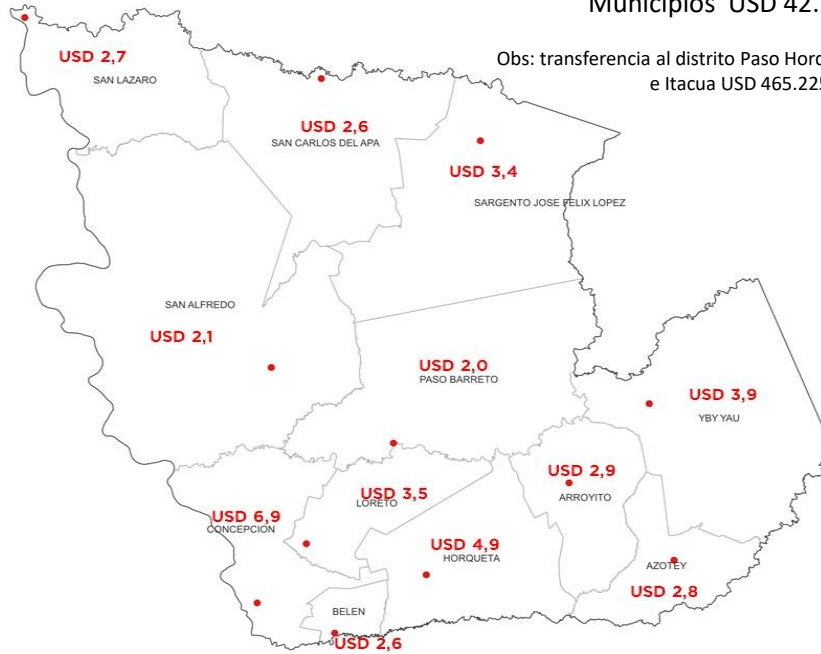 Municipios USD 42.
Obs: transferencia al distrito Paso
e Itacua USD 465.225
USD 2,7
SAN LAZARO
USD 2,6
SAN CARLOS DEL APA
USD 3,4
SARGENTO JOSE FELIX LOPEZ
SAN ALFREDO
USD 2,1
USD 2,0
PASO BARRETO
USD 3,9
YBY YAU
USD 2,9
ARROYITO
USD 3,5
LORETO
USD 6,9
CONCEPCION
USD 4,9
HORQUETA
AZOTEY
USD 2,8
BELEN
USD 2,6